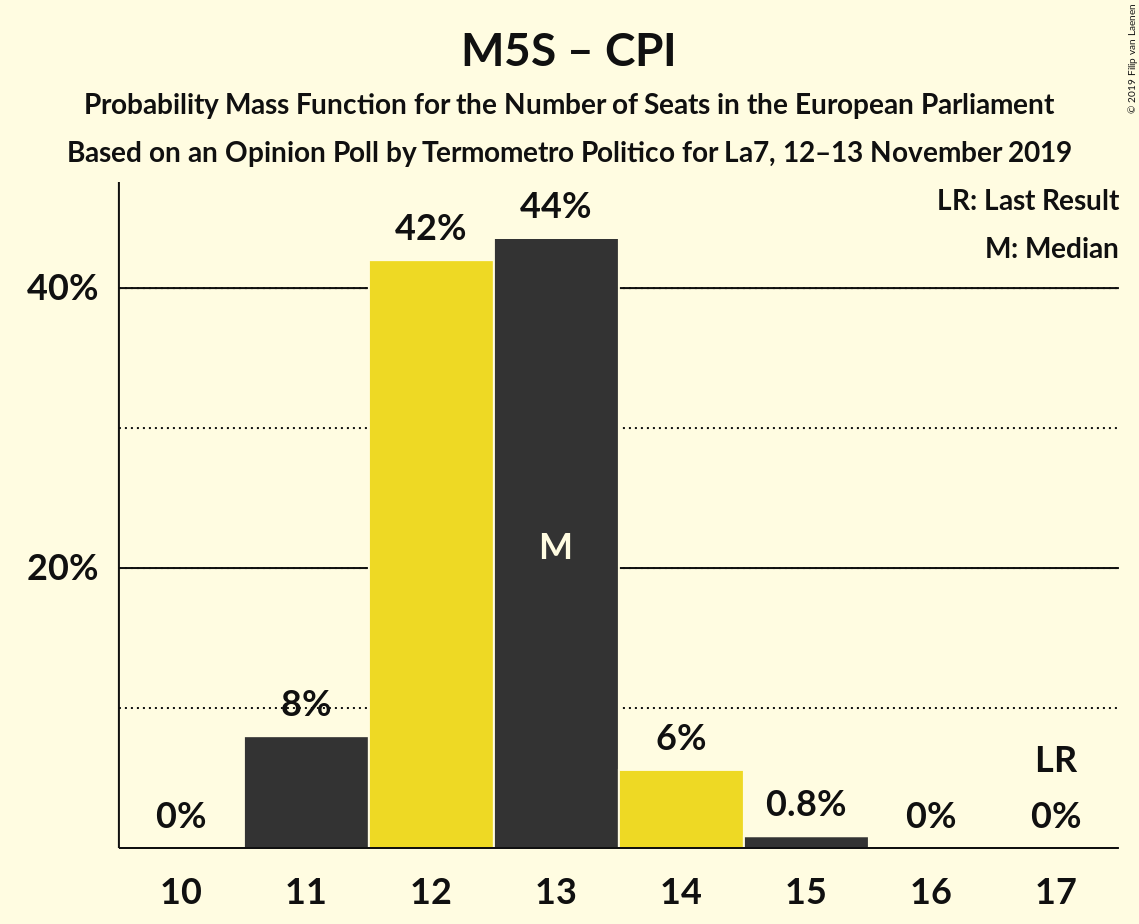 M5S – CPI
Probability Mass Function for the Number of Seats in the European Parliament
Based on an Opinion Poll by Termometro Politico for La7, 12–13 November 2019
© 2019 Filip van Laenen
LR: Last Result
M: Median
40%
20%
0%
8%
42%
44%
M
6%
0.8%
0%
LR
0%
10 11 12 13 14 15 16 17